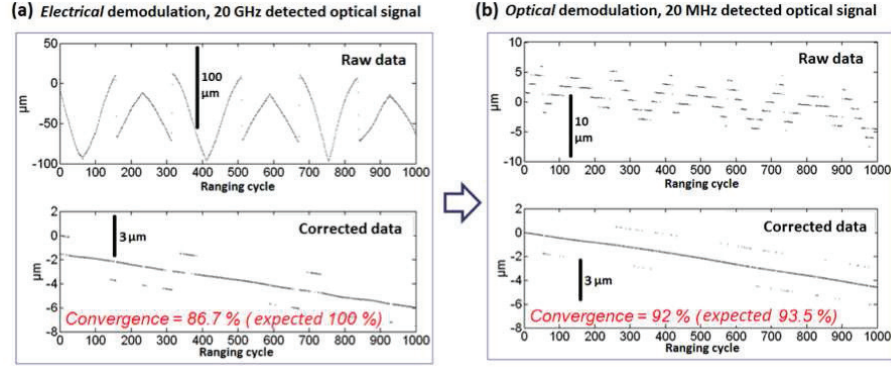 (a) Electrical demodulation, 20 GHz detected optical signal
50
0
-50
-100
µm
Raw data
100
µm
0 100 200 300 400 500 600 700 800 900 1000
Ranging cycle
2
0
-2
-4
-6
-8
µm
Corrected data
3 µm
Convergence = 86.7 % (expected 100 %)
0 100 200 300 400 500 600 700 800 900 1000
Ranging cycle
(b) Optical demodulation, 20 MHz detected optical signal
10
5
0
-5
-10
µm
Raw data
10
µm
0 100 200 300 400 500 600 700 800 900 1000
Ranging cycle
2
0
-2
-4
-6
-8
µm
Corrected data
3 µm
Convergence = 92 % (expected 93.5 %)
0 100 200 300 400 500 600 700 800 900 1000
Ranging cycle